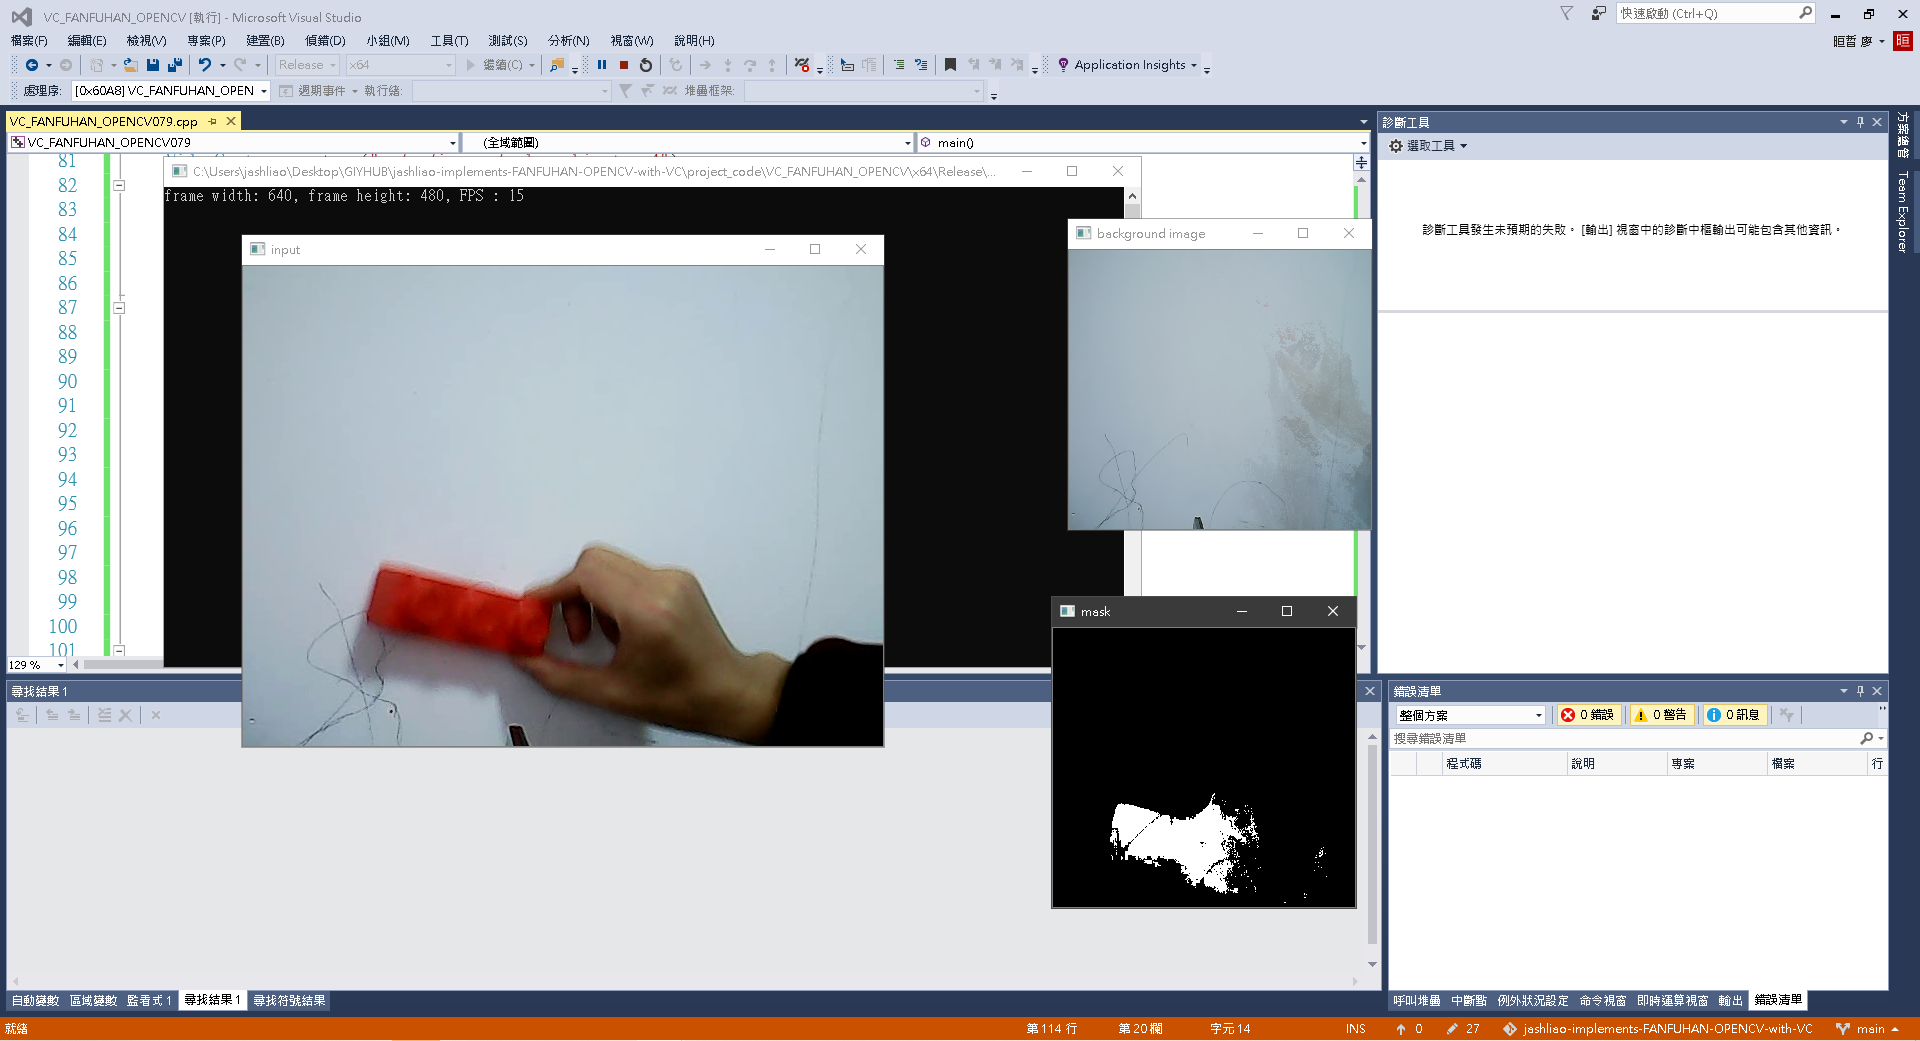 VC_FANFUHAN_OPENCV [執行] - Microsoft Visual Studio
快速啟動 (Ctrl+Q)
檔案(F) 編輯(E) 檢視(V) 專案(P) 建置(B) 偵錯(D) 小組(M) 工具(T) 測試(S) 分析(N) 視窗(W) 說明(H)
晅哲 廖 晅
Release x64 繼續(C) Application Insights
處理序: [0x60A8] VC_FANFUHAN_OPEN 週期事件 執行緒: 堆疊框架:
VC_FANFUHAN_OPENCV079.cpp
VC_FANFUHAN_OPENCV079 (全域範圍) main()
81
82
83
84
85
86
87
88
89
90
91
92
93
94
95
96
97
98
99
100
101
129 %
C:\Users\jashliao\Desktop\GIYHUB\jashliao-implements-FANFUHAN-OPENCV-with-VC\project_code\VC_FANFUHAN_OPENCV\x64\Release\...
frame width: 640, frame height: 480, FPS : 15
input
background image
mask
診斷工具
選取工具
診斷工具發生未預期的失敗。 [輸出] 視窗中的診斷中樞輸出可能包含其他資訊。
方案總管
Team Explorer
尋找結果 1
錯誤清單
整個方案 0 錯誤 0 警告 0 訊息
搜尋錯誤清單
程式碼 說明 專案 檔案 行
自動變數 區域變數 監看式 1 尋找結果 1 尋找符號結果
呼叫堆疊 中斷點 例外狀況設定 命令視窗 即時運算視窗 輸出 錯誤清單
就緒 第 114 行 第 20 欄 字元 14 INS 0 27 jashliao-implements-FANFUHAN-OPENCV-with-VC main